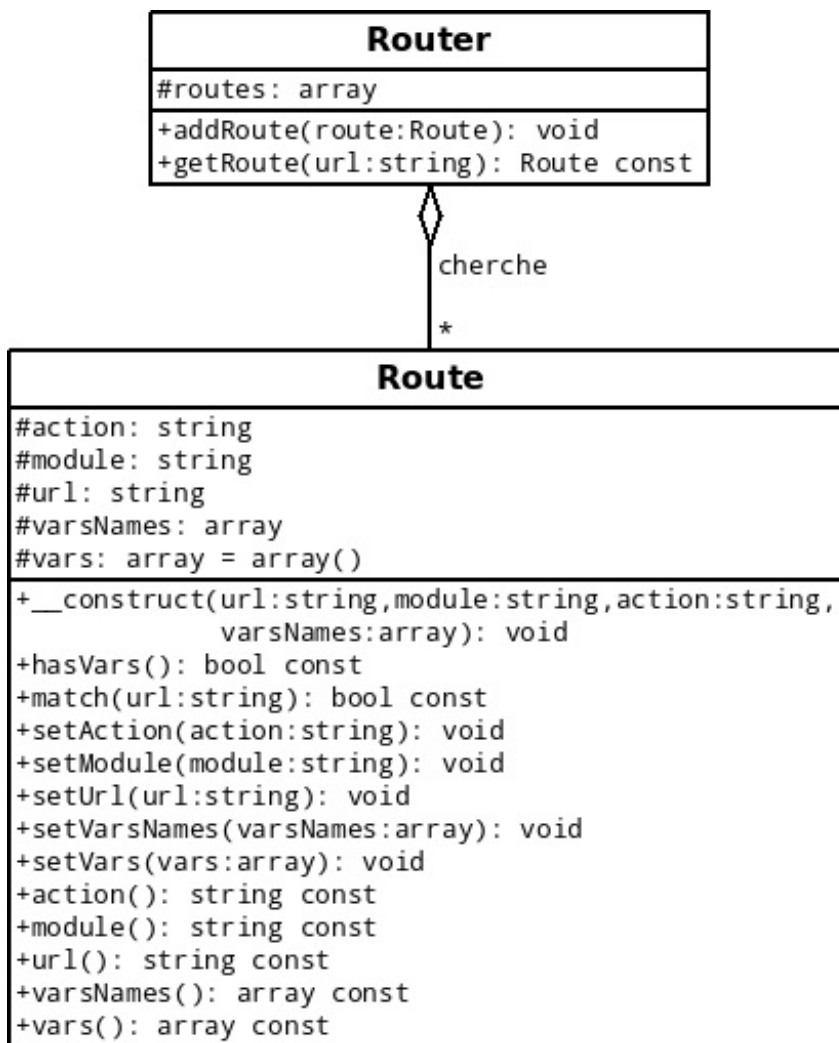 Router
#routes: array
+addRoute(route:Route): void
+getRoute(url:string): Route const
cherche
*
Route
#action: string
#module: string
#url: string
#varsNames: array
#vars: array = array()
+__construct(url:string,module:string,action:string,
varsNames:array): void
+hasVars(): bool const
+match(url:string): bool const
+setAction(action:string): void
+setModule(module:string): void
+setUrl(url:string): void
+setVarsNames(varsNames:array): void
+setVars(vars:array): void
+action(): string const
+module(): string const
+url(): string const
+varsNames(): array const
+vars(): array const